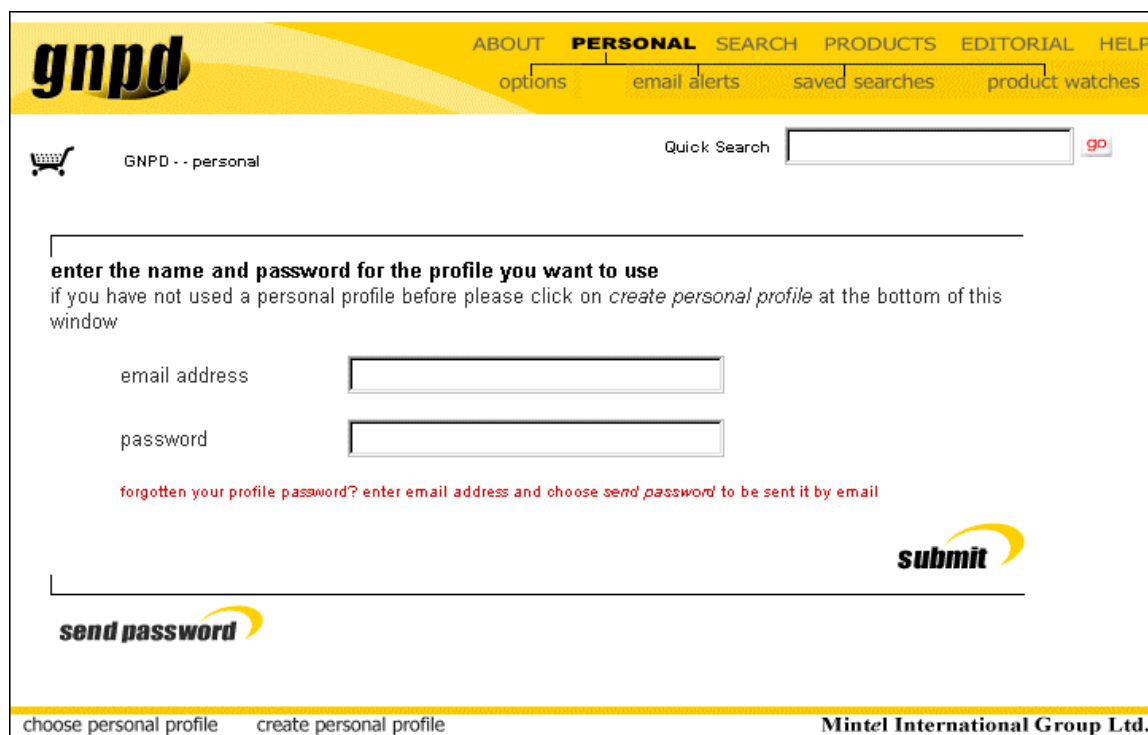 gnpd
ABOUT PERSONAL SEARCH PRODUCTS EDITORIAL HELP
options email alerts saved searches product watches
GNPD - - personal
Quick Search go
enter the name and password for the profile you want to use
if you have not used a personal profile before please click on create personal profile at the bottom of this
window
email address
password
forgotten your profile password? enter email address and choose send password to be sent it by email
submit
send password
choose personal profile create personal profile Mintel International Group Ltd.